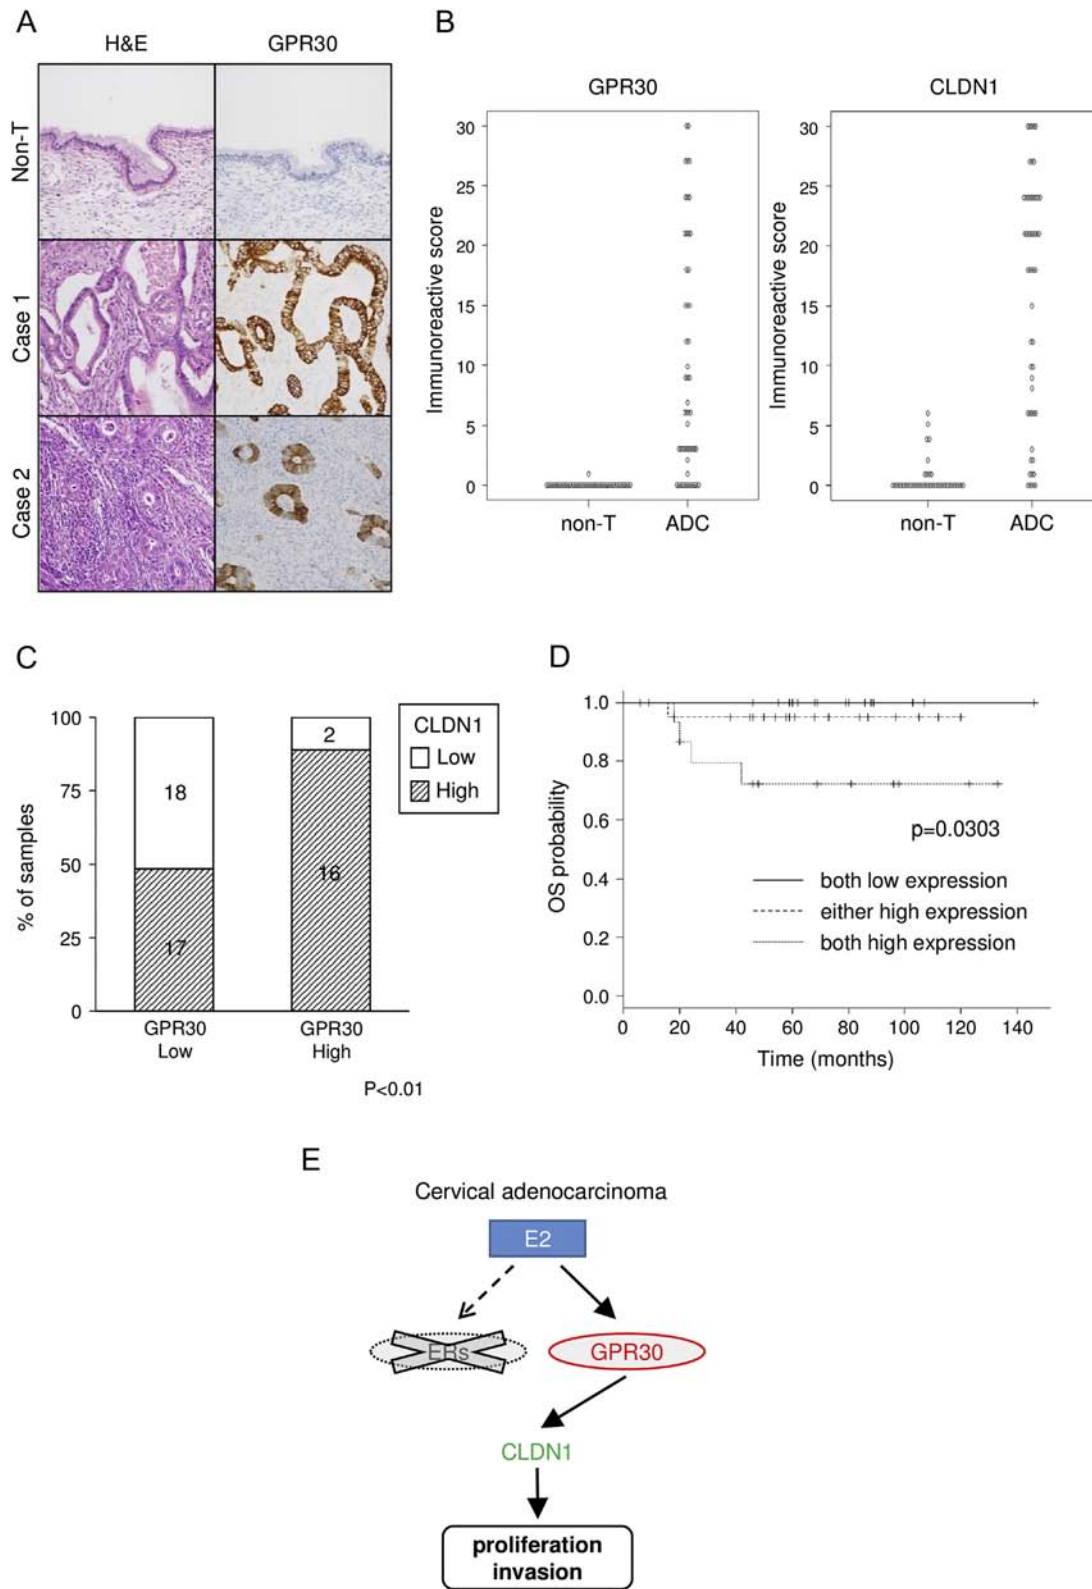 A
H&E
GPR30
Non-T
Case 1
Case 2
B
GPR30
CLDN1
Immunoreactive score
30
25
20
15
10
5
0
non-T
ADC
Immunoreactive score
30
25
20
15
10
5
0
non-T
ADC
C
% of samples
100
75
50
25
0
18
17
2
16
GPR30
Low
GPR30
High
CLDN1
Low
High
P<0.01
D
OS probability
1.0
0.8
0.6
0.4
0.2
0.0
p=0.0303
both low expression
either high expression
both high expression
0 20 40 60 80 100 120 140
Time (months)
E
Cervical adenocarcinoma
E2
ERs
GPR30
CLDN1
proliferation
invasion